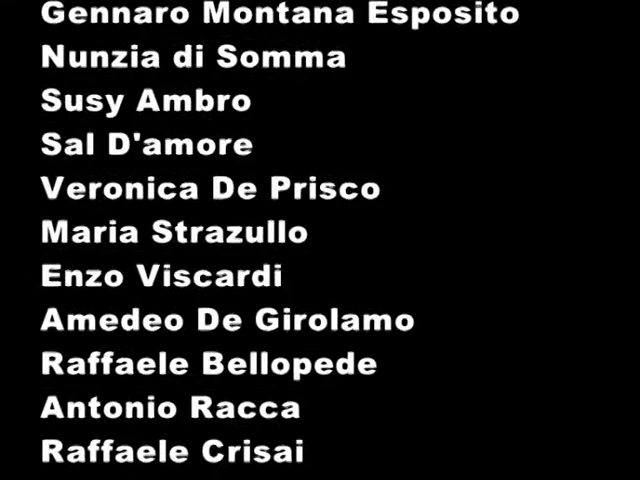 Gennaro Montana Esposito
Nunzia di Somma
Susy Ambro
Sal D'amore
Veronica De Prisco
Maria Strazullo
Enzo Viscardi
Amedeo De Girolamo
Raffaele Bellopede
Antonio Racca
Raffaele Crisai